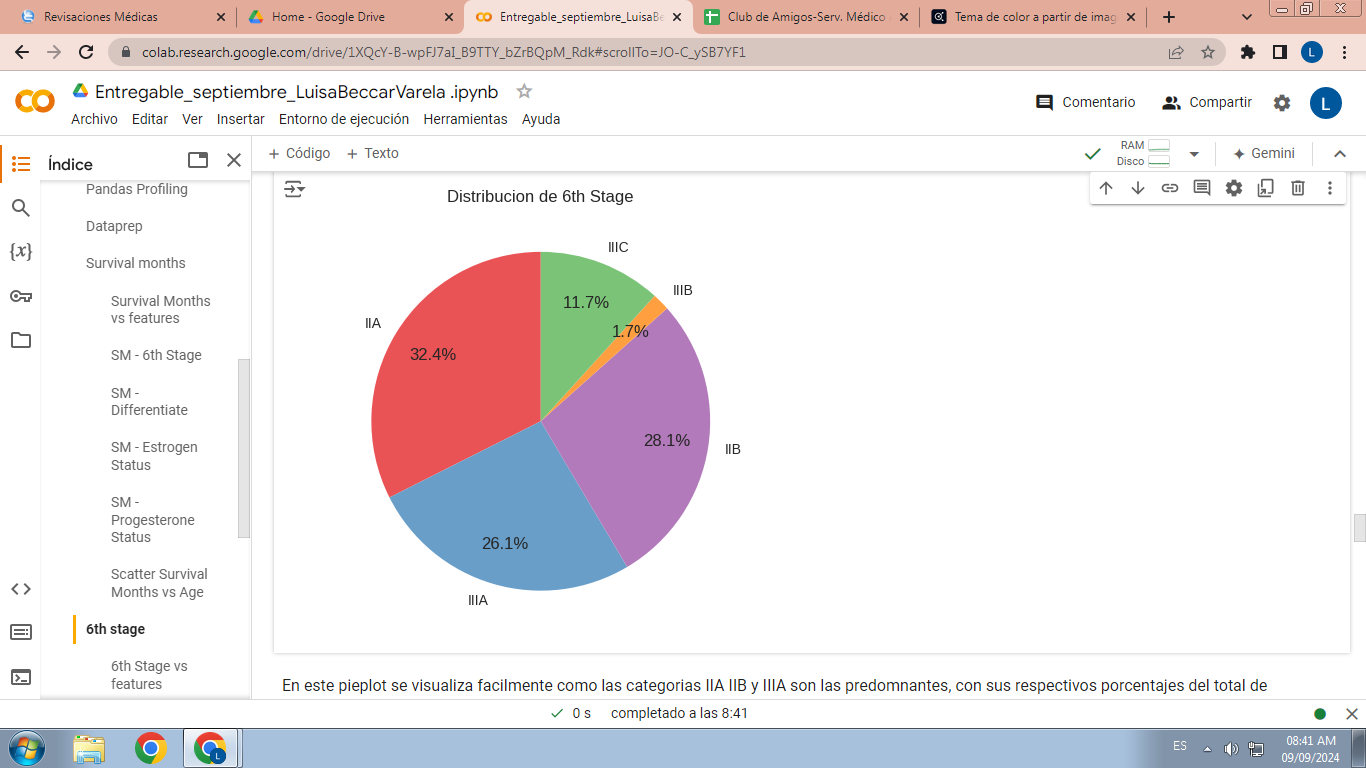 Revisaciones Médicas
Home - Google Drive
Entregable_septiembre_LuisaBe
Club de Amigos-Serv. Médico
Tema de color a partir de imag
colab.research.google.com/drive/1XQcY-B-wpFJ7aI_B9TTY_bZrBQpM_Rdk#scrollTo=JO-C_ySB7YF1
L
Entregable_septiembre_LuisaBeccarVarela .ipynb
Comentario
Compartir
L
Archivo Editar Ver Insertar Entorno de ejecución Herramientas Ayuda
Índice
+ Código + Texto
RAM
Disco
Gemini
Pandas Profiling
Dataprep
Survival months
Survival Months
vs features
SM - 6th Stage
SM -
Differentiate
SM - Estrogen
Status
SM -
Progesterone
Status
Scatter Survival
Months vs Age
6th stage
6th Stage vs
features
{x}
Distribucion de 6th Stage
IIIC
11.7%
IIIB
1.7%
IIA
32.4%
28.1%
IIB
26.1%
IIIA
En este pieplot se visualiza facilmente como las categorias IIA IIB y IIIA son las predomnantes, con sus respectivos porcentajes del total de
0 s completado a las 8:41
L
ES
08:41 AM
09/09/2024